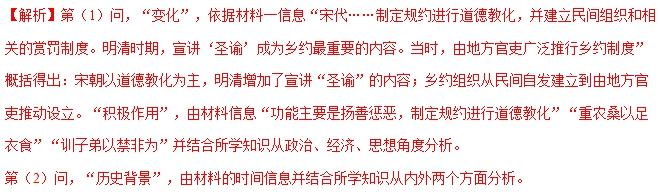 【解析】第（1）问，“变化”，依据材料一信息“宋代……制定规约进行道德教化，并建立民间组织和相
关的赏罚制度。明清时期，宣讲‘圣谕’成为乡约最重要的内容。当时，由地方官吏广泛推行乡约制度”
概括得出：宋朝以道德教化为主，明清增加了宣讲“圣谕”的内容；乡约组织从民间自发建立到由地方官
吏推动设立。“积极作用”，由材料信息“功能主要是扬善惩恶，制定规约进行道德教化”“重农桑以足
衣食”“训子弟以禁非为”并结合所学知识从政治、经济、思想角度分析。
第（2）问，“历史背景”，由材料的时间信息并结合所学知识从内外两个方面分析。